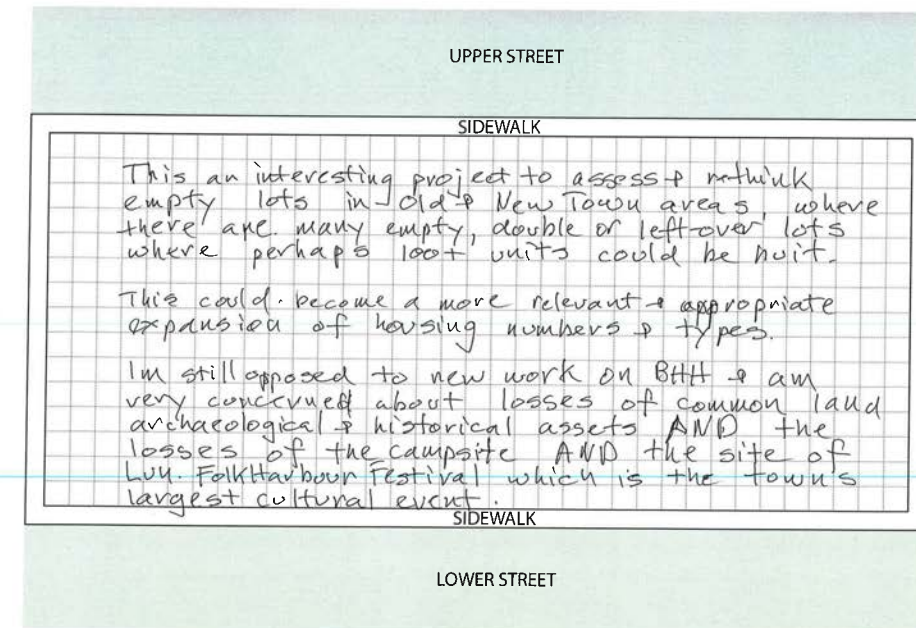 UPPER STREET
SIDEWALK
This an interesting project to assess & rethink
empty lots in old & New Town areas, where
there are many empty, double or left-over lots
where perhaps 100+ units could be buit.
This could become a more relevant & appropriate
expansion of housing numbers & types.
Im still opposed to new work on BHH & am
very concerned about losses of common land
archaeological & historical assets AND the
losses of the campsite AND the site of
Lun. FolkHarbour Festival which is the town's
largest cultural event.
SIDEWALK
LOWER STREET